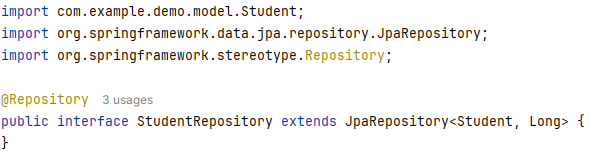 import com.example.demo.model.Student;
import org.springframework.data.jpa.repository.JpaRepository;
import org.springframework.stereotype.Repository;
@Repository 3 usages
public interface StudentRepository extends JpaRepository<Student, Long> {
}